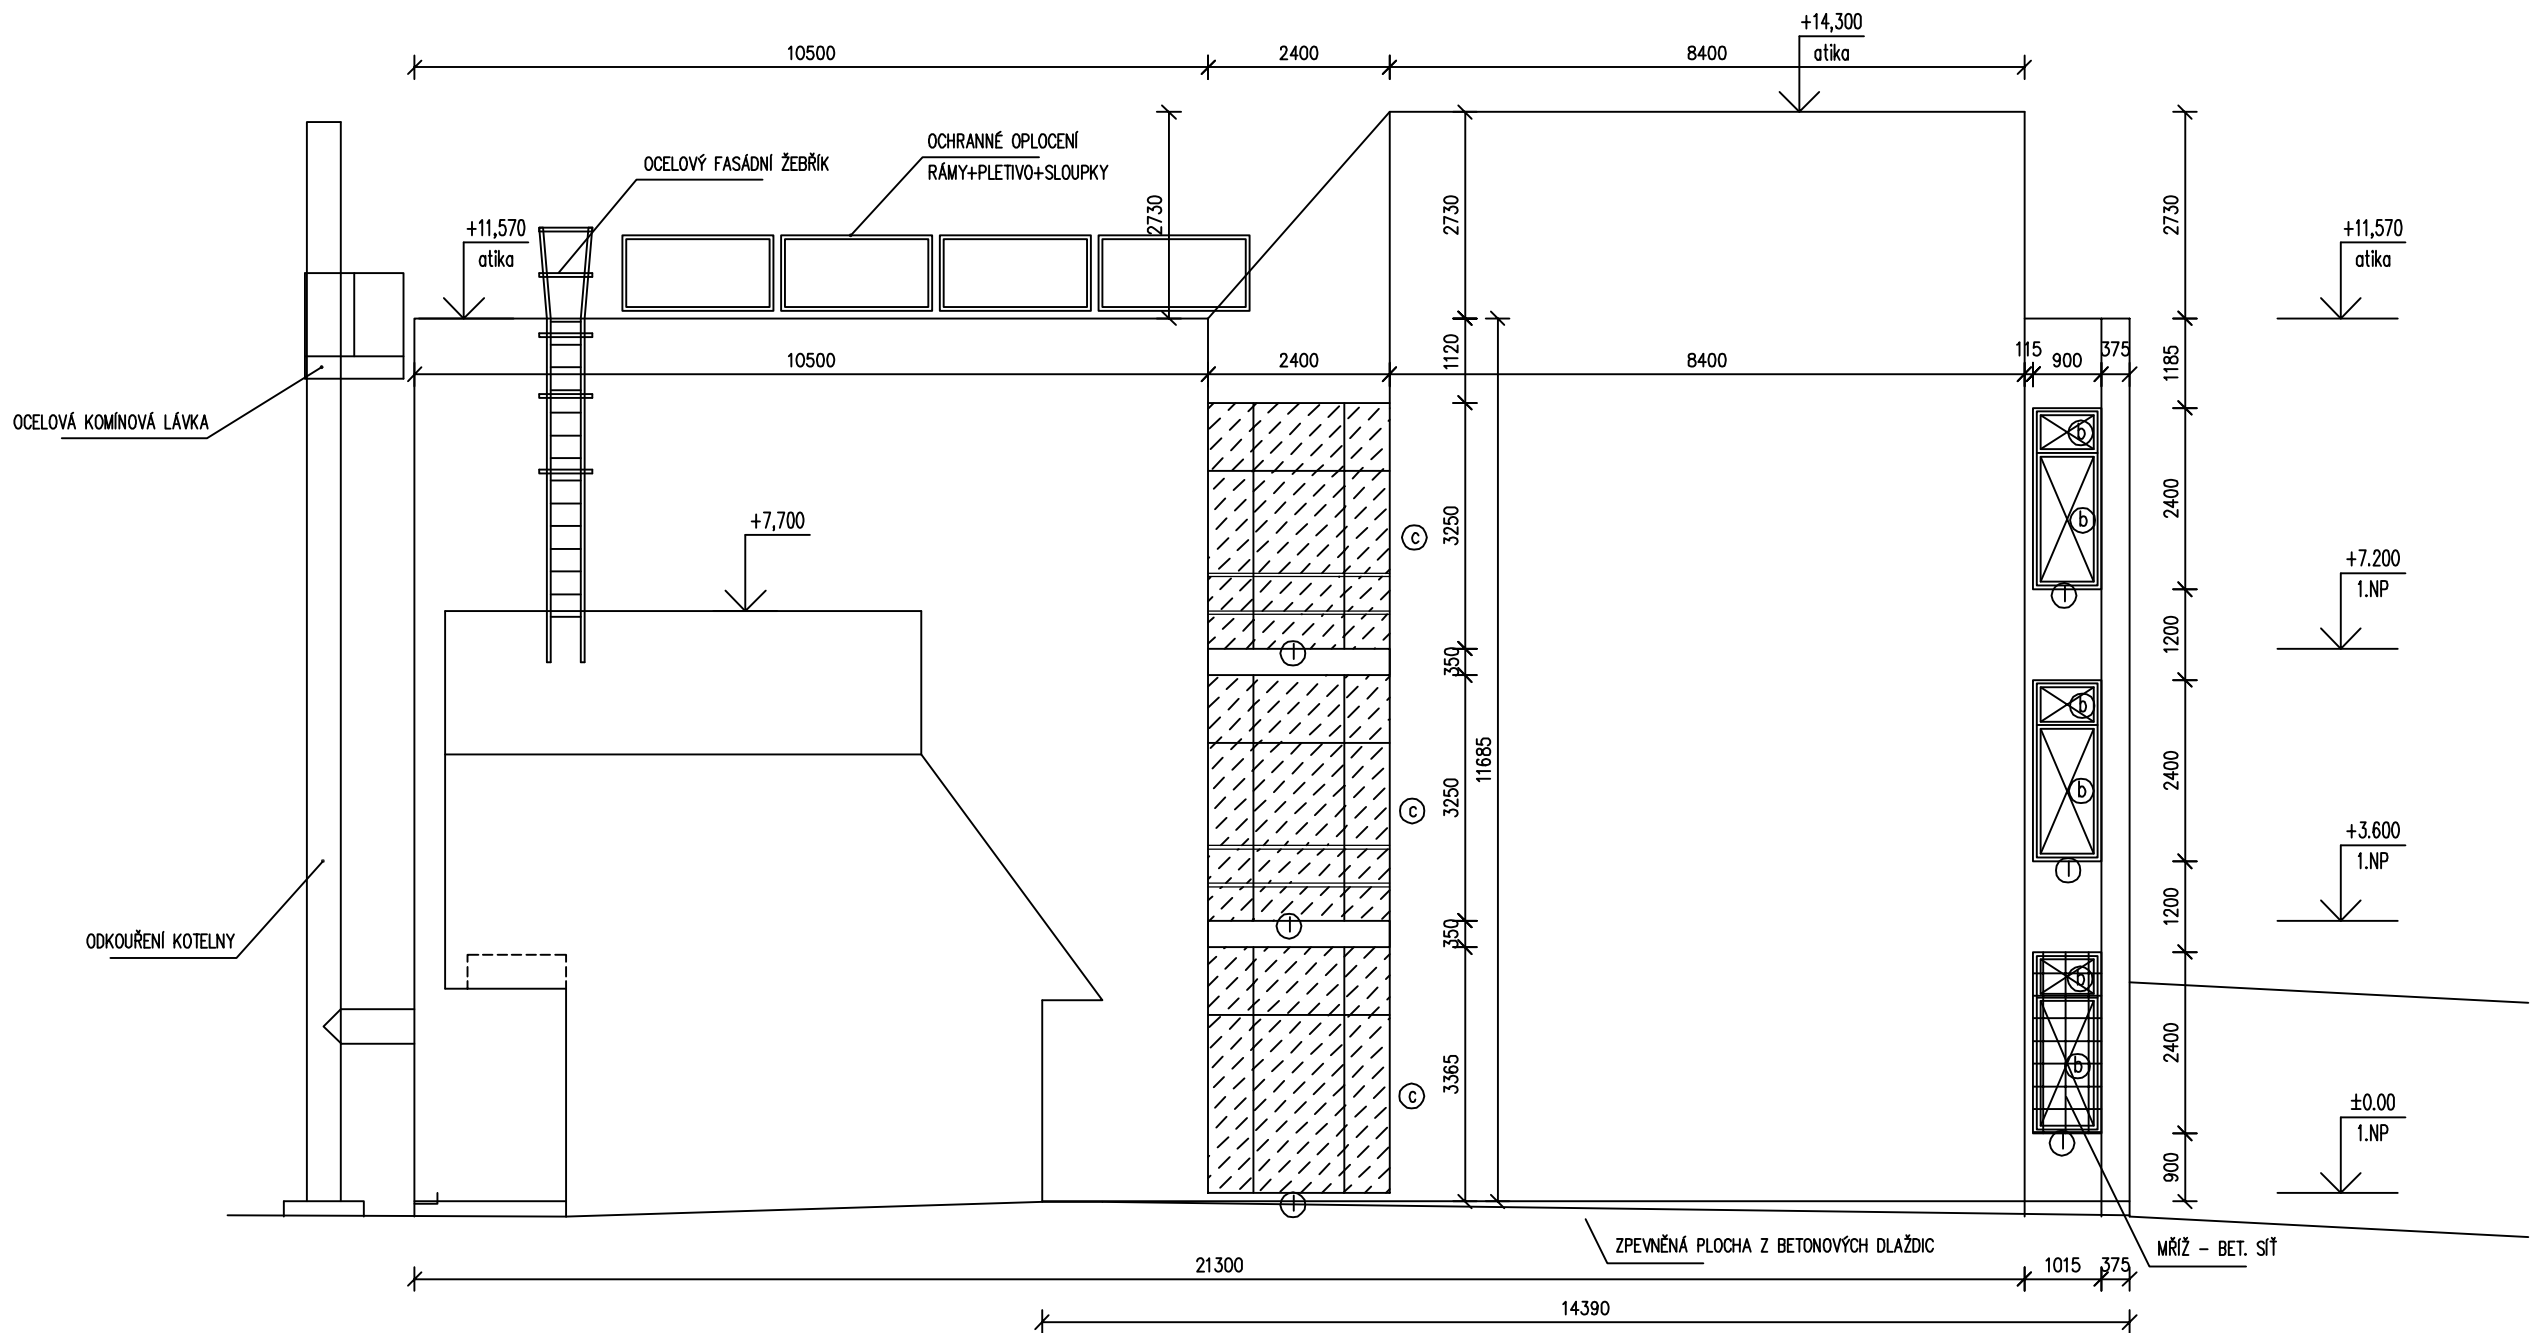 +14,300
atika
10500
2400
8400
OCHRANNÉ OPLOCENÍ
RÁMY+PLETIVO+SLOUPKY
OCELOVÝ FASÁDNÍ ŽEBŘÍK
2730
2730
2730
+11,570
atika
+11,570
atika
10500
2400
8400
115
900
375
1120
1185
OCELOVÁ KOMÍNOVÁ LÁVKA
b
2400
b
+7,700
c
3250
+7.200
1.NP
1200
350
b
11685
2400
b
c
3250
+3.600
1.NP
1200
350
ODKOUŘENÍ KOTELNY
b
2400
b
c
3365
±0.00
1.NP
900
ZPEVNĚNÁ PLOCHA Z BETONOVÝCH DLAŽDIC
MŘÍŽ - BET. SÍŤ
21300
1015
375
14390